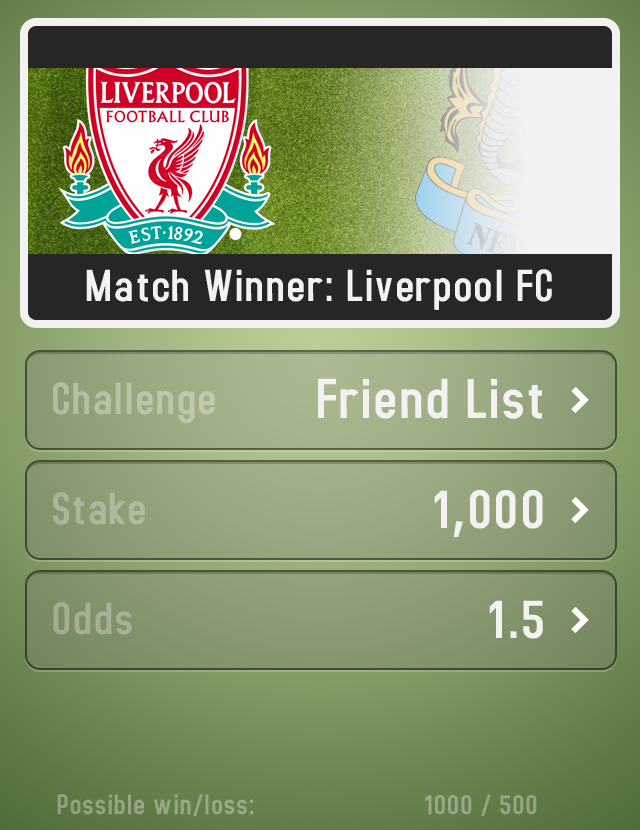 LIVERPOOL
FOOTBALL CLUB
EST·1892
Match Winner: Liverpool FC
Challenge Friend List
Stake 1,000
Odds 1.5
Possible win/loss: 1000 / 500